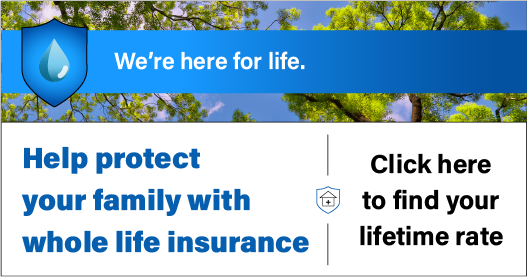 We’re here for life.
Help protect
your family with
whole life insurance
Click here
to find your
lifetime rate